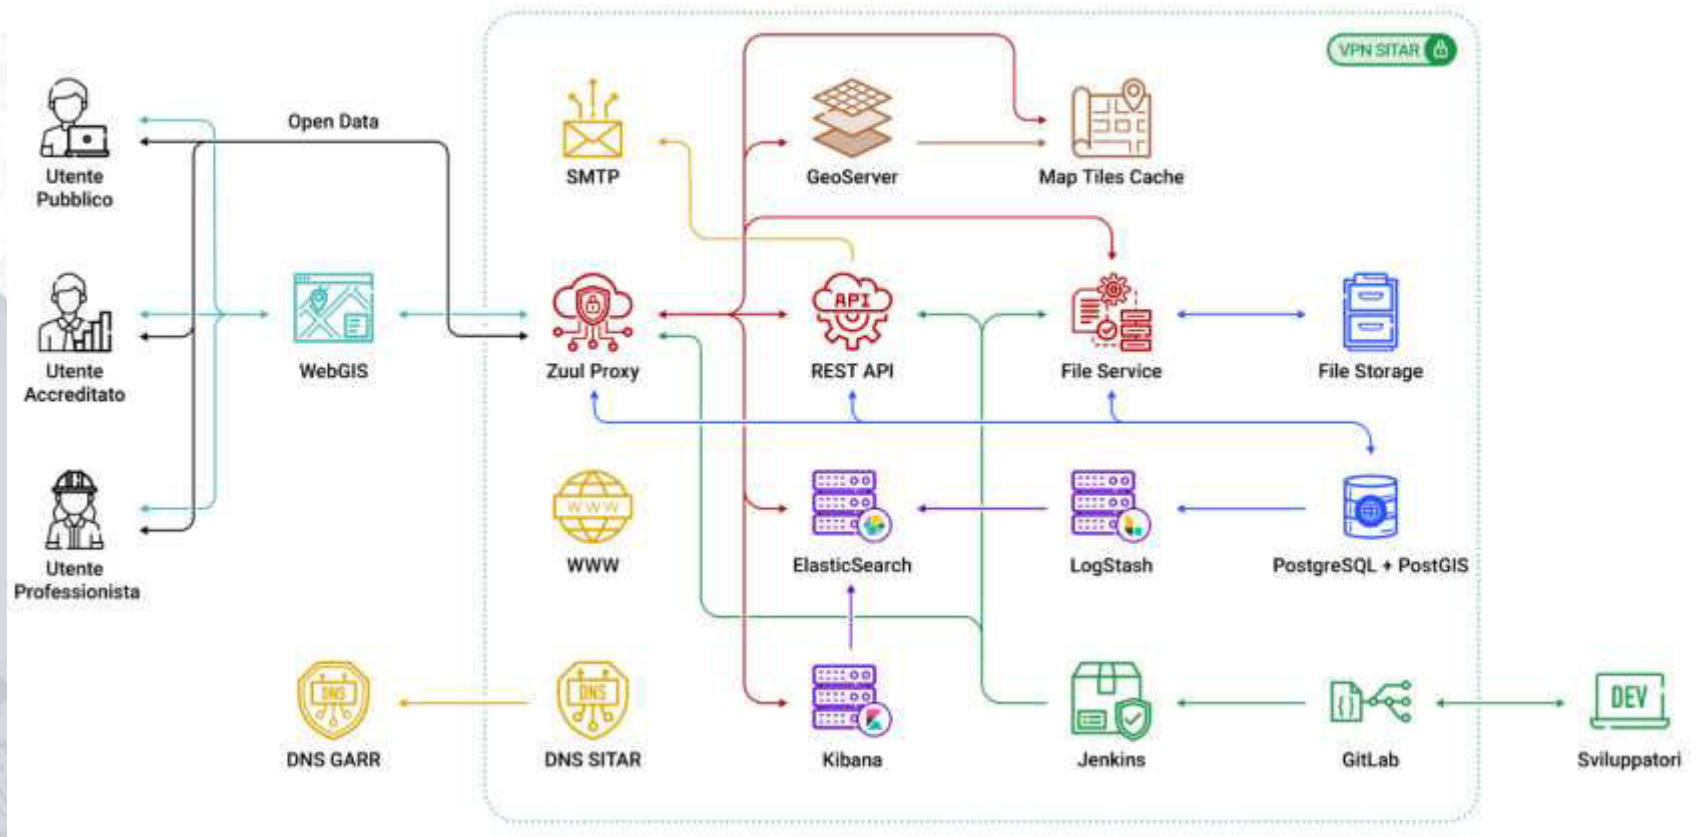 VPN SITAR
Open Data
Utente
Pubblico
SMTP
GeoServer
Map Tiles Cache
API
Utente
Accreditato
WebGIS
Zuul Proxy
REST API
File Service
File Storage
WWW
Utente
Professionista
WWW
ElasticSearch
LogStash
PostgreSQL + PostGIS
DNS
DNS
DEV
DNS GARR
DNS SITAR
Kibana
Jenkins
GitLab
Sviluppatori